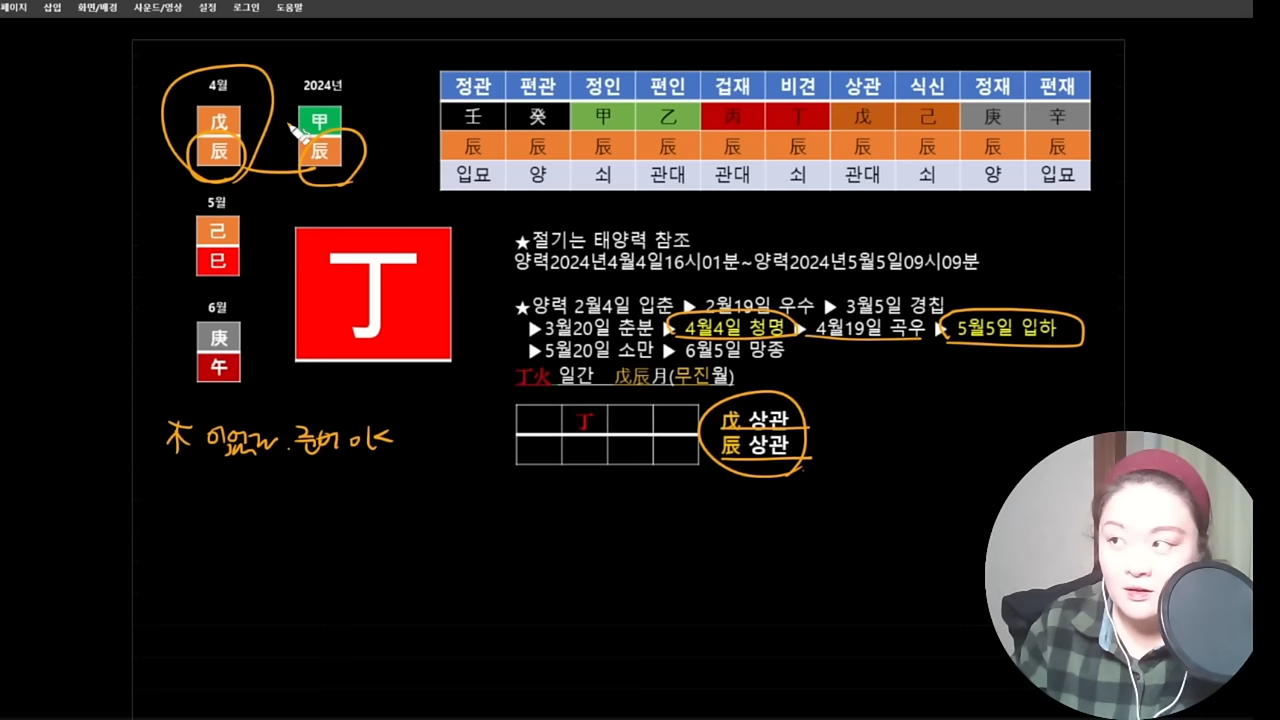 페이지 삽입 화면/배경 사운드/영상 설정 로그인 도움말
4월 2024년
戊 甲
辰 辰
5월
己
巳
6월
庚
午
丁
정관 편관 정인 편인 겁재 비견 상관 식신 정재 편재
壬 癸 甲 乙 丙 丁 戊 己 庚 辛
辰 辰 辰 辰 辰 辰 辰 辰 辰 辰
입묘 양 쇠 관대 관대 쇠 관대 쇠 양 입묘
★절기는 태양력 참조
양력2024년4월4일16시01분~양력2024년5월5일09시09분
★양력 2월4일 입춘 ▶ 2월19일 우수 ▶ 3월5일 경칩
▶3월20일 춘분 ▶ 4월4일 청명 ▶ 4월19일 곡우 ▶ 5월5일 입하
▶5월20일 소만 ▶ 6월5일 망종
丁火 일간 戊辰月(무진월)
丁
戊 상관
辰 상관
木